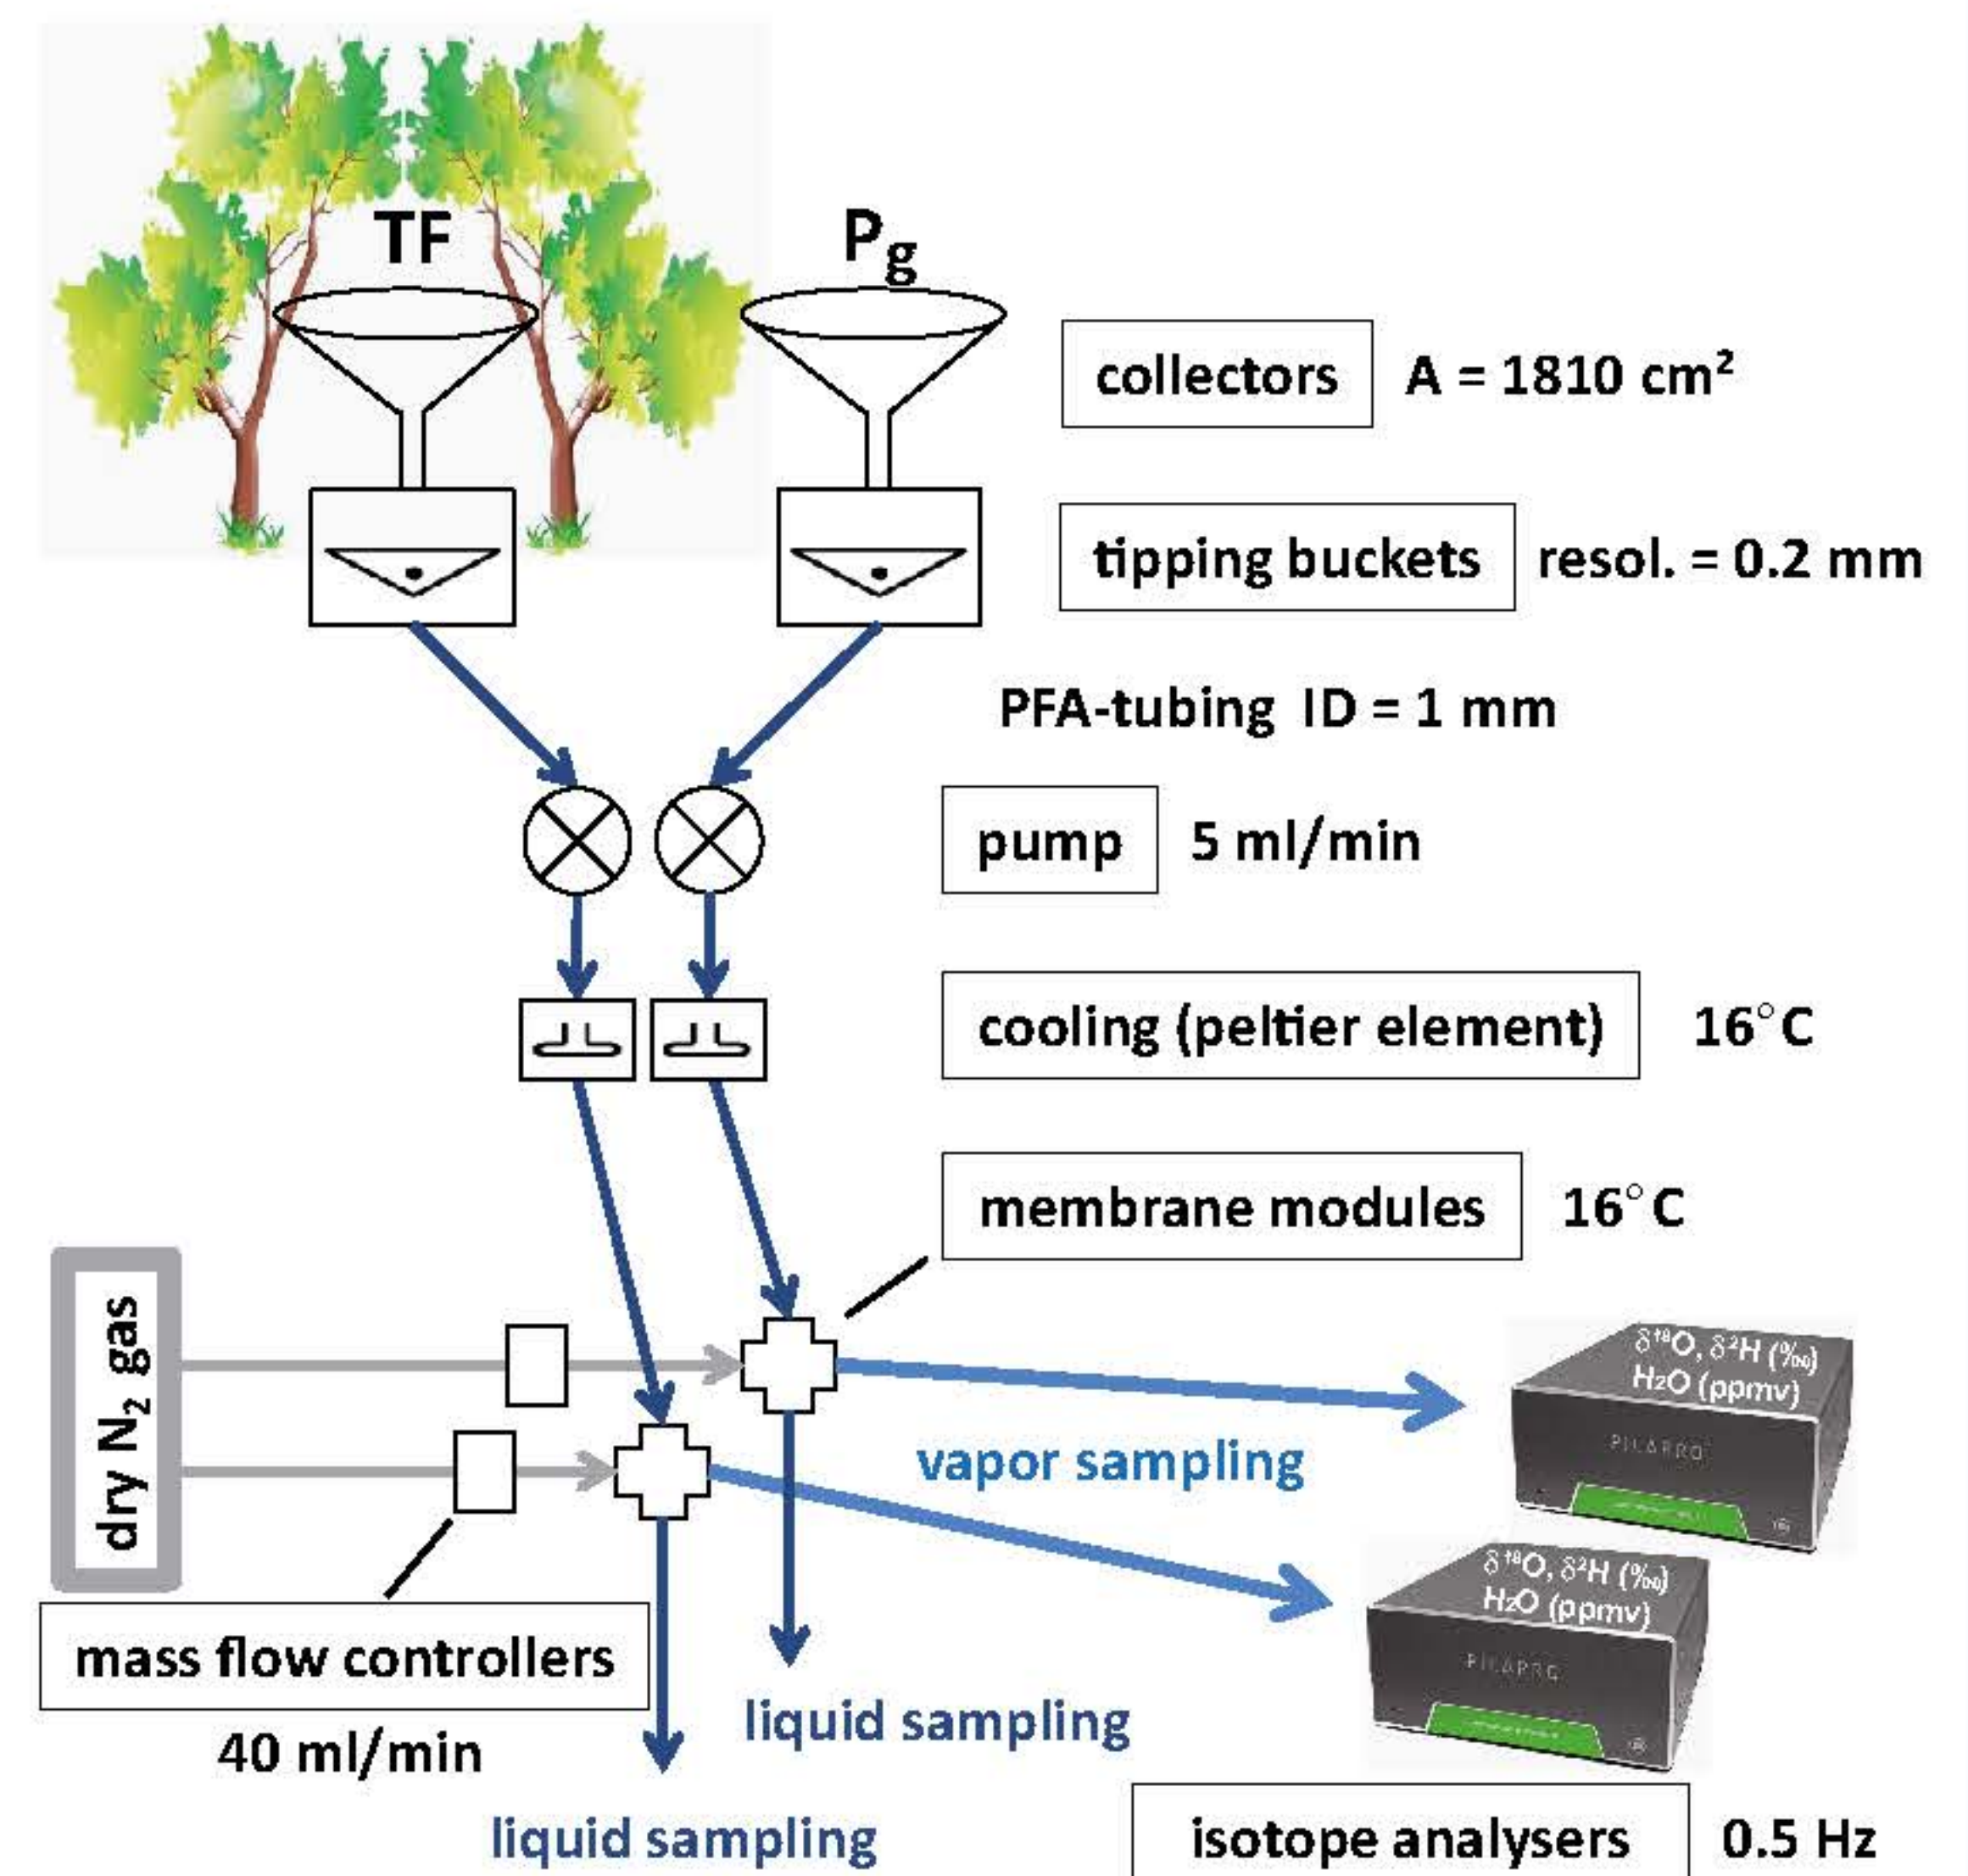 TF
Pg
collectors A = 1810 cm²
tipping buckets resol. = 0.2 mm
PFA-tubing ID = 1 mm
pump 5 ml/min
cooling (peltier element) 16°C
membrane modules 16°C
dry N₂ gas
δ¹⁸O, δ²H (‰)
H₂O (ppmv)
PICARRO
vapor sampling
δ¹⁸O, δ²H (‰)
H₂O (ppmv)
PICARRO
mass flow controllers
40 ml/min
liquid sampling
liquid sampling
isotope analysers 0.5 Hz